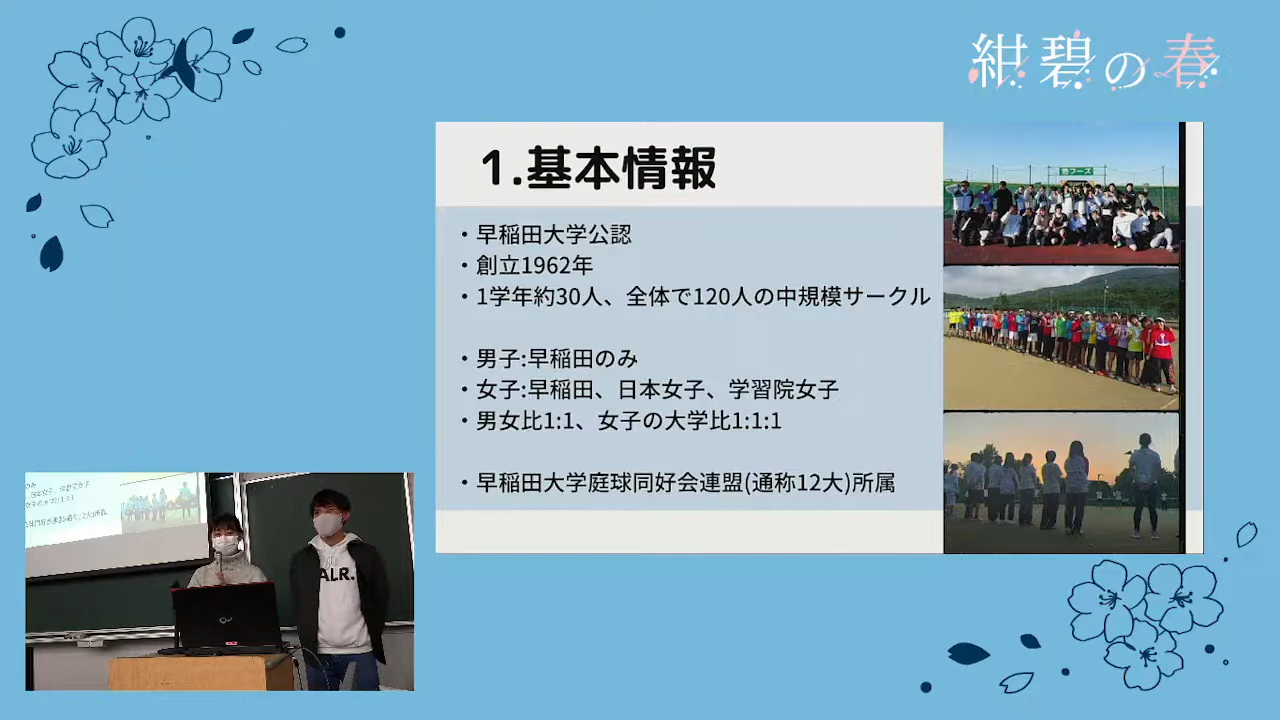 紺碧の春
1.基本情報
・早稲田大学公認
・創立1962年
・1学年約30人、全体で120人の中規模サークル
・男子:早稲田のみ
・女子:早稲田、日本女子、学習院女子
・男女比1:1、女子の大学比1:1:1
・早稲田大学庭球同好会連盟(通称12大)所属
ALR.